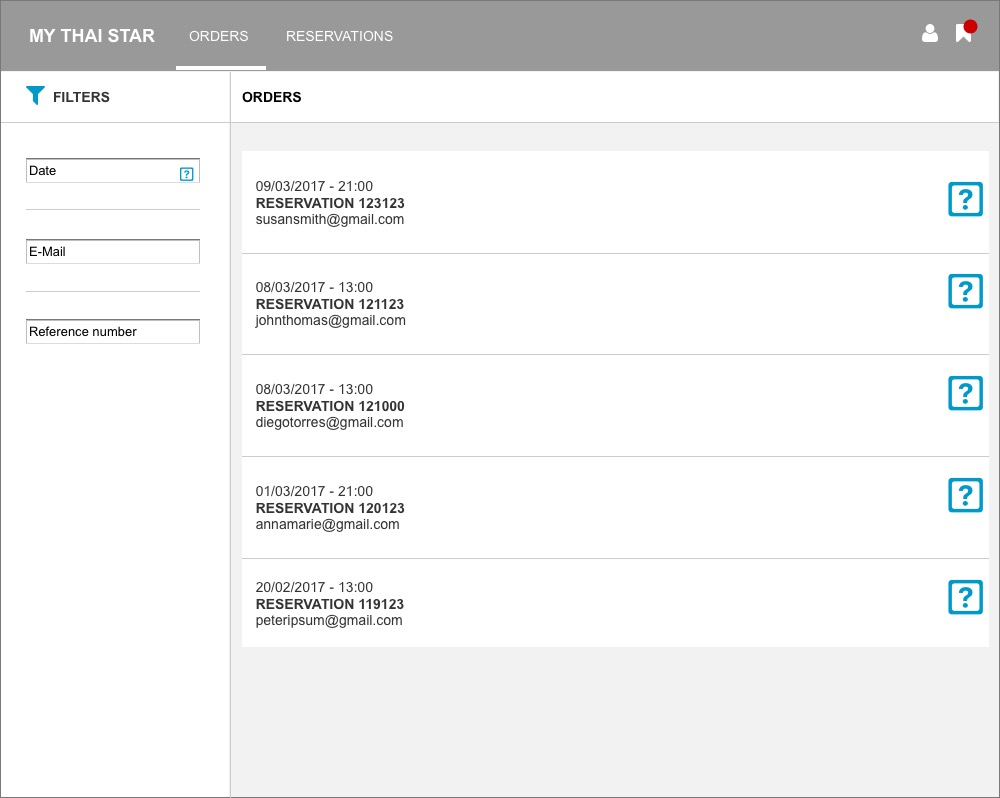 MY THAI STAR ORDERS RESERVATIONS
FILTERS
ORDERS
Date ?
E-Mail
Reference number
09/03/2017 - 21:00
RESERVATION 123123
susansmith@gmail.com
?
08/03/2017 - 13:00
RESERVATION 121123
johnthomas@gmail.com
?
08/03/2017 - 13:00
RESERVATION 121000
diegotorres@gmail.com
?
01/03/2017 - 21:00
RESERVATION 120123
annamarie@gmail.com
?
20/02/2017 - 13:00
RESERVATION 119123
peteripsum@gmail.com
?